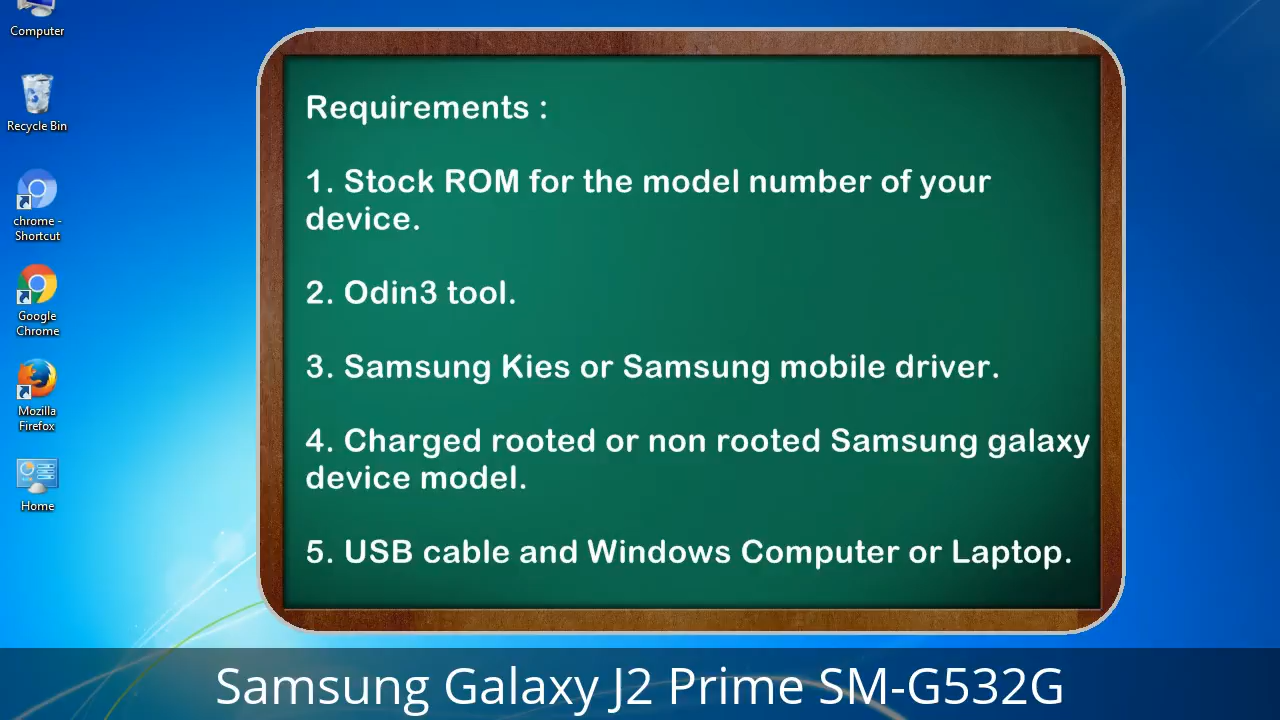 Computer
Recycle Bin
chrome -
Shortcut
Google
Chrome
Mozilla
Firefox
Home
Requirements :
1. Stock ROM for the model number of your
device.
2. Odin3 tool.
3. Samsung Kies or Samsung mobile driver.
4. Charged rooted or non rooted Samsung galaxy
device model.
5. USB cable and Windows Computer or Laptop.
Samsung Galaxy J2 Prime SM-G532G